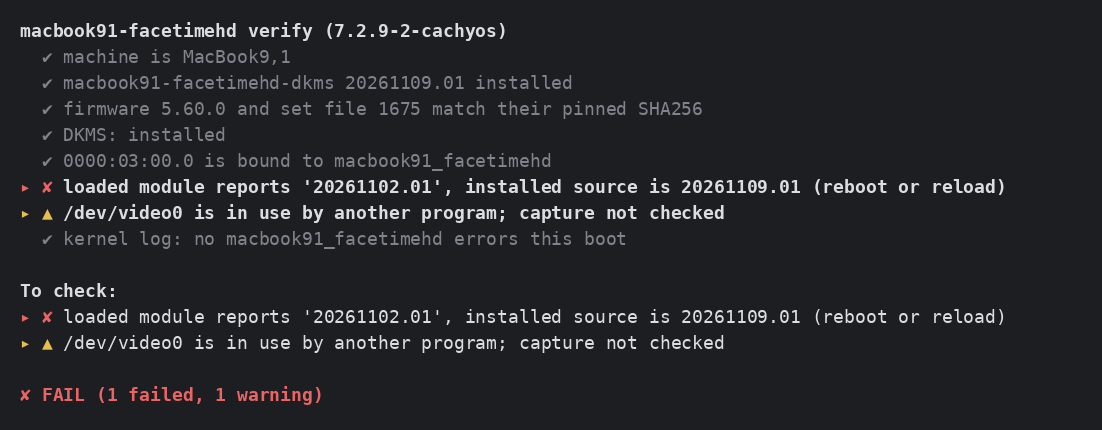 macbook91-facetimehd verify (7.2.9-2-cachyos)
✔ machine is MacBook9,1
✔ macbook91-facetimehd-dkms 20261109.01 installed
✔ firmware 5.60.0 and set file 1675 match their pinned SHA256
✔ DKMS: installed
✔ 0000:03:00.0 is bound to macbook91_facetimehd
▸ ✘ loaded module reports '20261102.01', installed source is 20261109.01 (reboot or reload)
▸ ▲ /dev/video0 is in use by another program; capture not checked
✔ kernel log: no macbook91_facetimehd errors this boot
To check:
▸ ✘ loaded module reports '20261102.01', installed source is 20261109.01 (reboot or reload)
▸ ▲ /dev/video0 is in use by another program; capture not checked
✘ FAIL (1 failed, 1 warning)